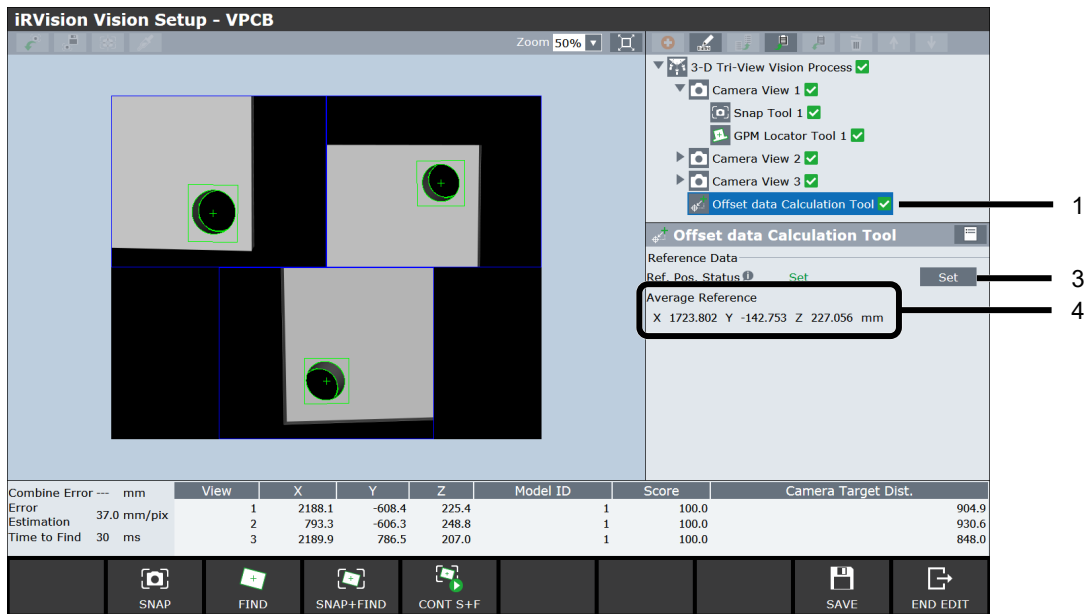 iRVision Vision Setup - VPCB
Zoom 50%
3-D Tri-View Vision Process
Camera View 1
Snap Tool 1
GPM Locator Tool 1
Camera View 2
Camera View 3
Offset data Calculation Tool
1
Offset data Calculation Tool
Reference Data
Ref. Pos. Status Set Set
3
Average Reference
X 1723.802 Y -142.753 Z 227.056 mm
4
Combine Error --- mm
Error Estimation 37.0 mm/pix
Time to Find 30 ms
View X Y Z Model ID Score Camera Target Dist.
1 2188.1 -608.4 225.4 1 100.0 904.9
2 793.3 -606.3 248.8 1 100.0 930.6
3 2189.9 786.5 207.0 1 100.0 848.0
SNAP FIND SNAP+FIND CONT S+F SAVE END EDIT